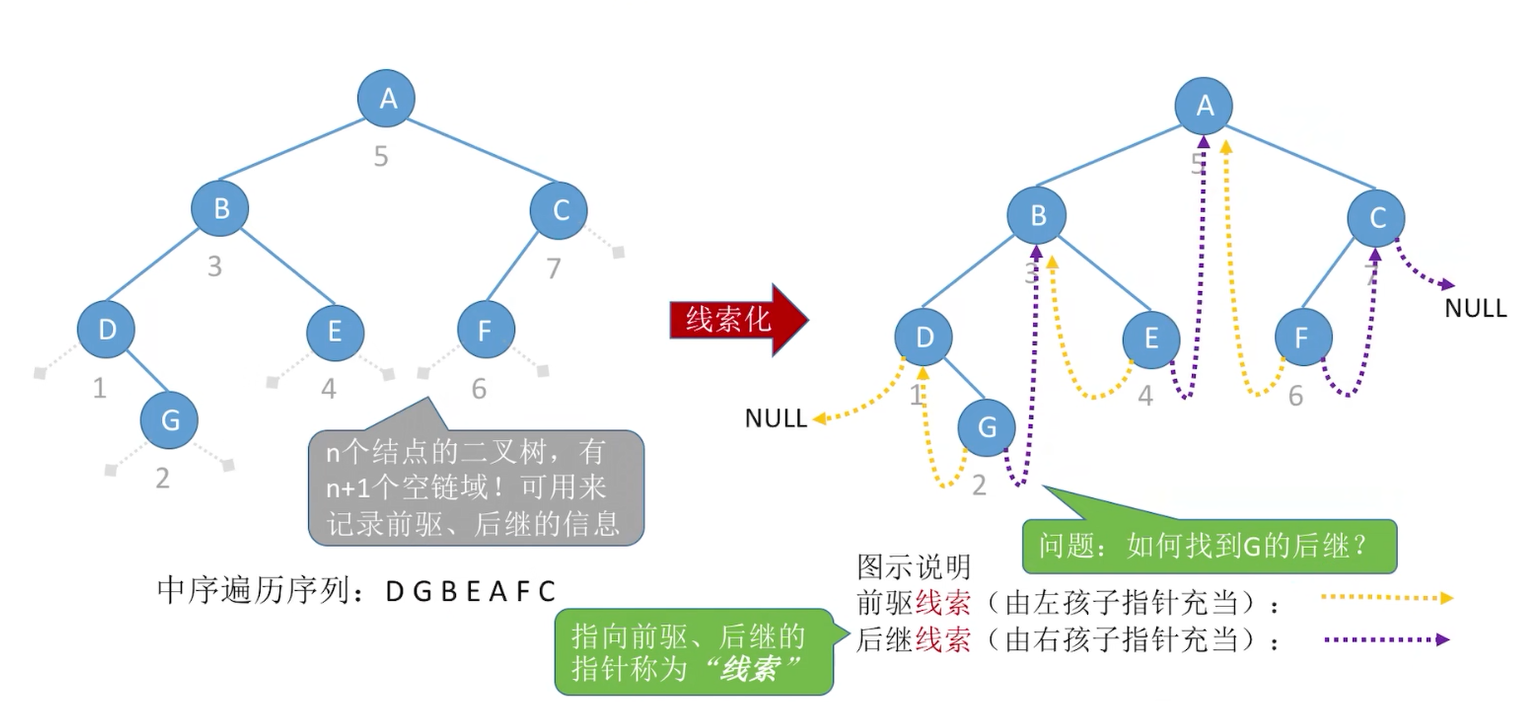 A
5
B
C
3
7
D
E
F
1
4
6
G
2
n个结点的二叉树，有
n+1个空链域！可用来
记录前驱、后继的信息
中序遍历序列：D G B E A F C
线索化
A
5
B
C
3
7
NULL
D
E
F
1
4
6
NULL
G
2
问题：如何找到G的后继？
图示说明
前驱线索（由左孩子指针充当）：
后继线索（由右孩子指针充当）：
指向前驱、后继的
指针称为“线索”